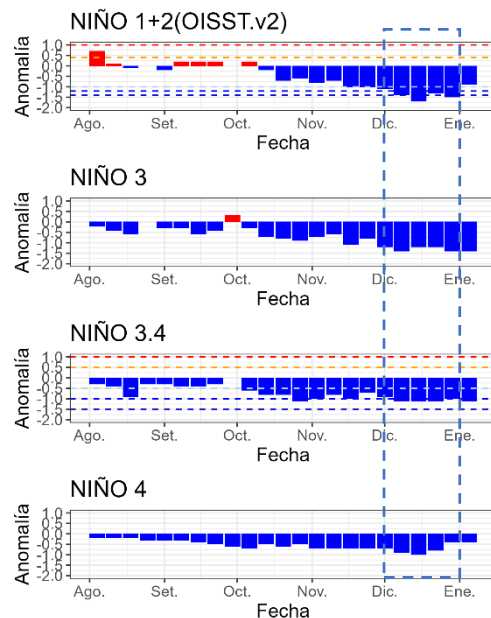 NIÑO 1+2(OISST.v2)
Anomalía
1.0
0.5
0.0
-0.5
-1.0
-1.5
-2.0
Ago. Set. Oct. Nov. Dic. Ene.
Fecha
NIÑO 3
Anomalía
1.0
0.5
0.0
-0.5
-1.0
-1.5
-2.0
Ago. Set. Oct. Nov. Dic. Ene.
Fecha
NIÑO 3.4
Anomalía
1.0
0.5
0.0
-0.5
-1.0
-1.5
-2.0
Ago. Set. Oct. Nov. Dic. Ene.
Fecha
NIÑO 4
Anomalía
1.0
0.5
0.0
-0.5
-1.0
-1.5
-2.0
Ago. Set. Oct. Nov. Dic. Ene.
Fecha